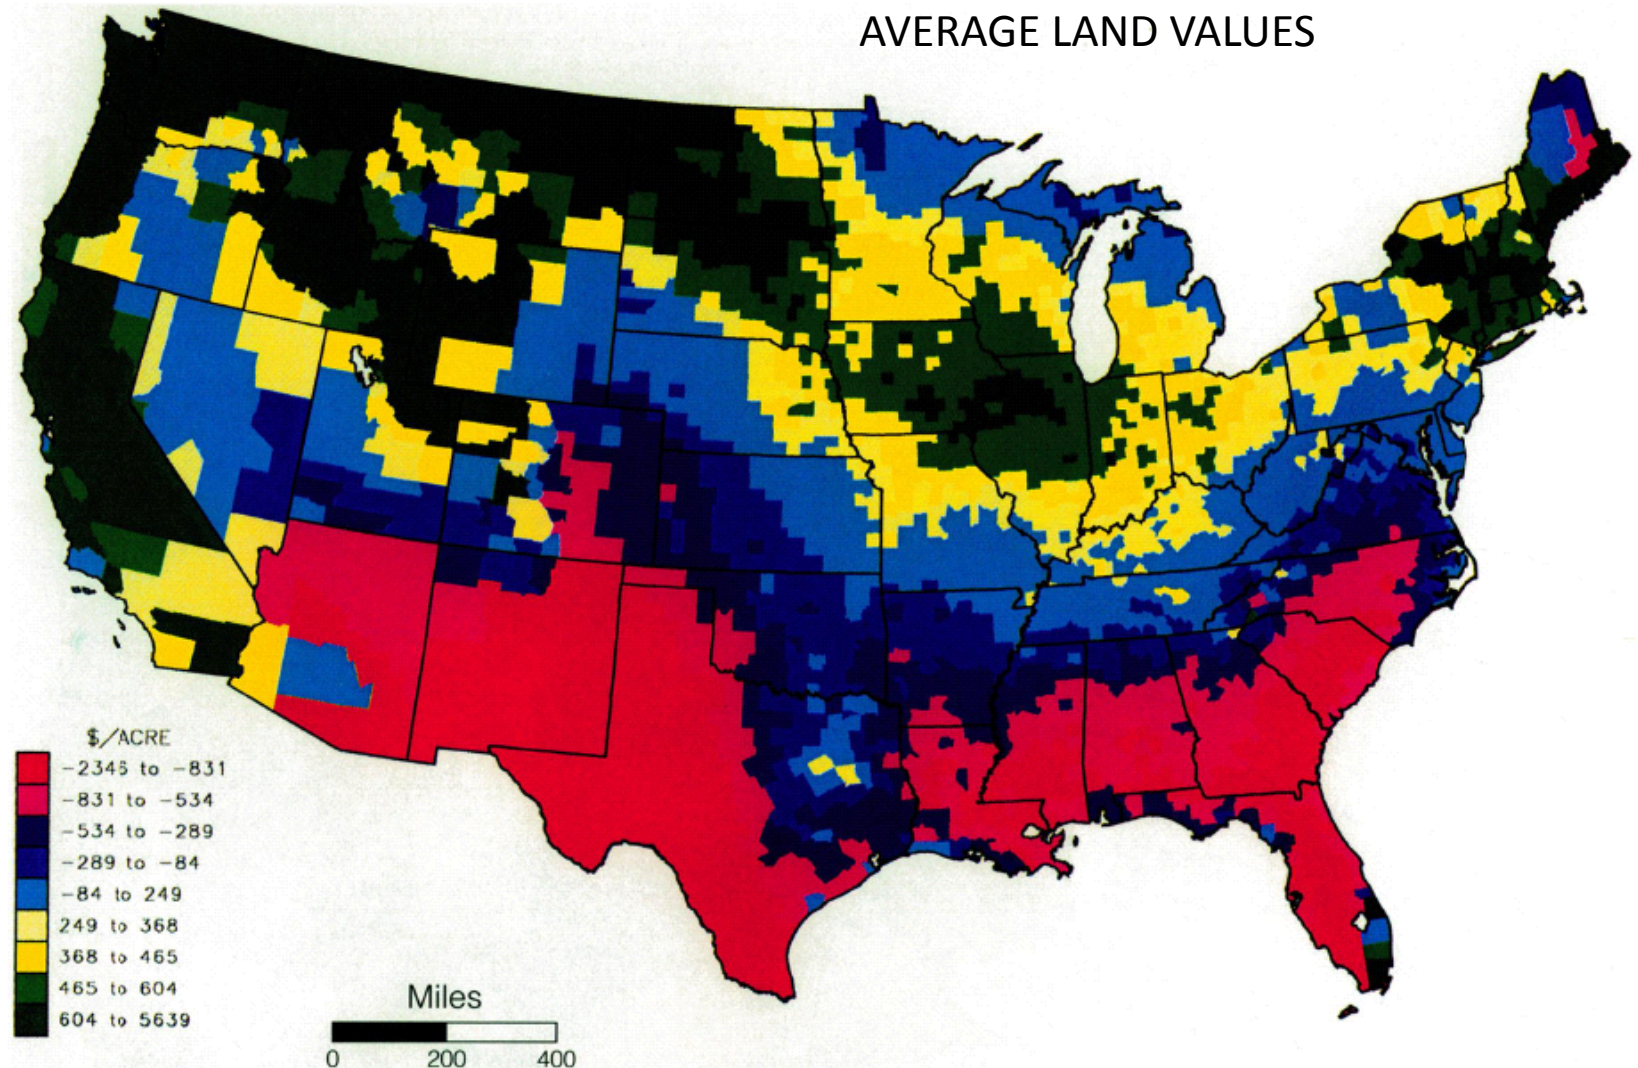 AVERAGE LAND VALUES
$/ACRE
-2346 to -831
-831 to -534
-534 to -289
-289 to -84
-84 to 249
249 to 368
368 to 465
465 to 604
604 to 5639
Miles
0 200 400